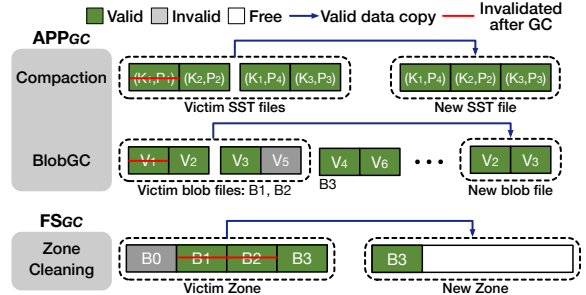 Valid Invalid Free Valid data copy Invalidated after GC
APPGC
Compaction
(K₁,P₁) (K₂,P₂) (K₁,P₄) (K₃,P₃) (K₁,P₄) (K₂,P₂) (K₃,P₃)
Victim SST files New SST file
BlobGC
V₁ V₂ V₃ V₅ V₄ V₆ • • • V₂ V₃
Victim blob files: B1, B2 B3 New blob file
FSGC
Zone
Cleaning
B0 B1 B2 B3 B3
Victim Zone New Zone